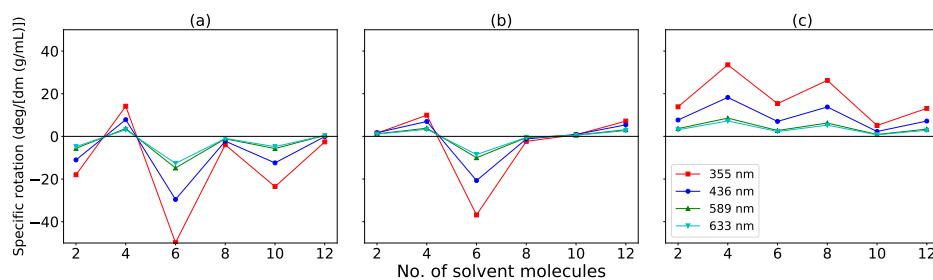 (a) (b) (c)
Specific rotation (deg/[dm (g/mL)])
40
20
0
−20
−40
2 4 6 8 10 12
2 4 6 8 10 12
2 4 6 8 10 12
355 nm
436 nm
589 nm
633 nm
No. of solvent molecules